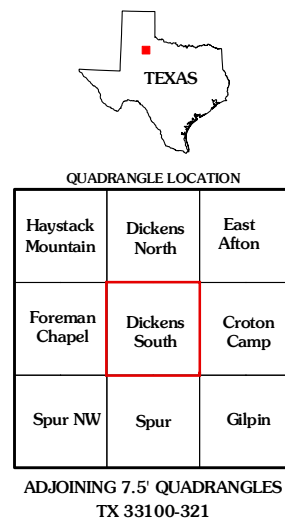 TEXAS
QUADRANGLE LOCATION
Haystack
Mountain
Dickens
North
East
Afton
Foreman
Chapel
Dickens
South
Croton
Camp
Spur NW
Spur
Gilpin
ADJOINING 7.5' QUADRANGLES
TX 33100-321